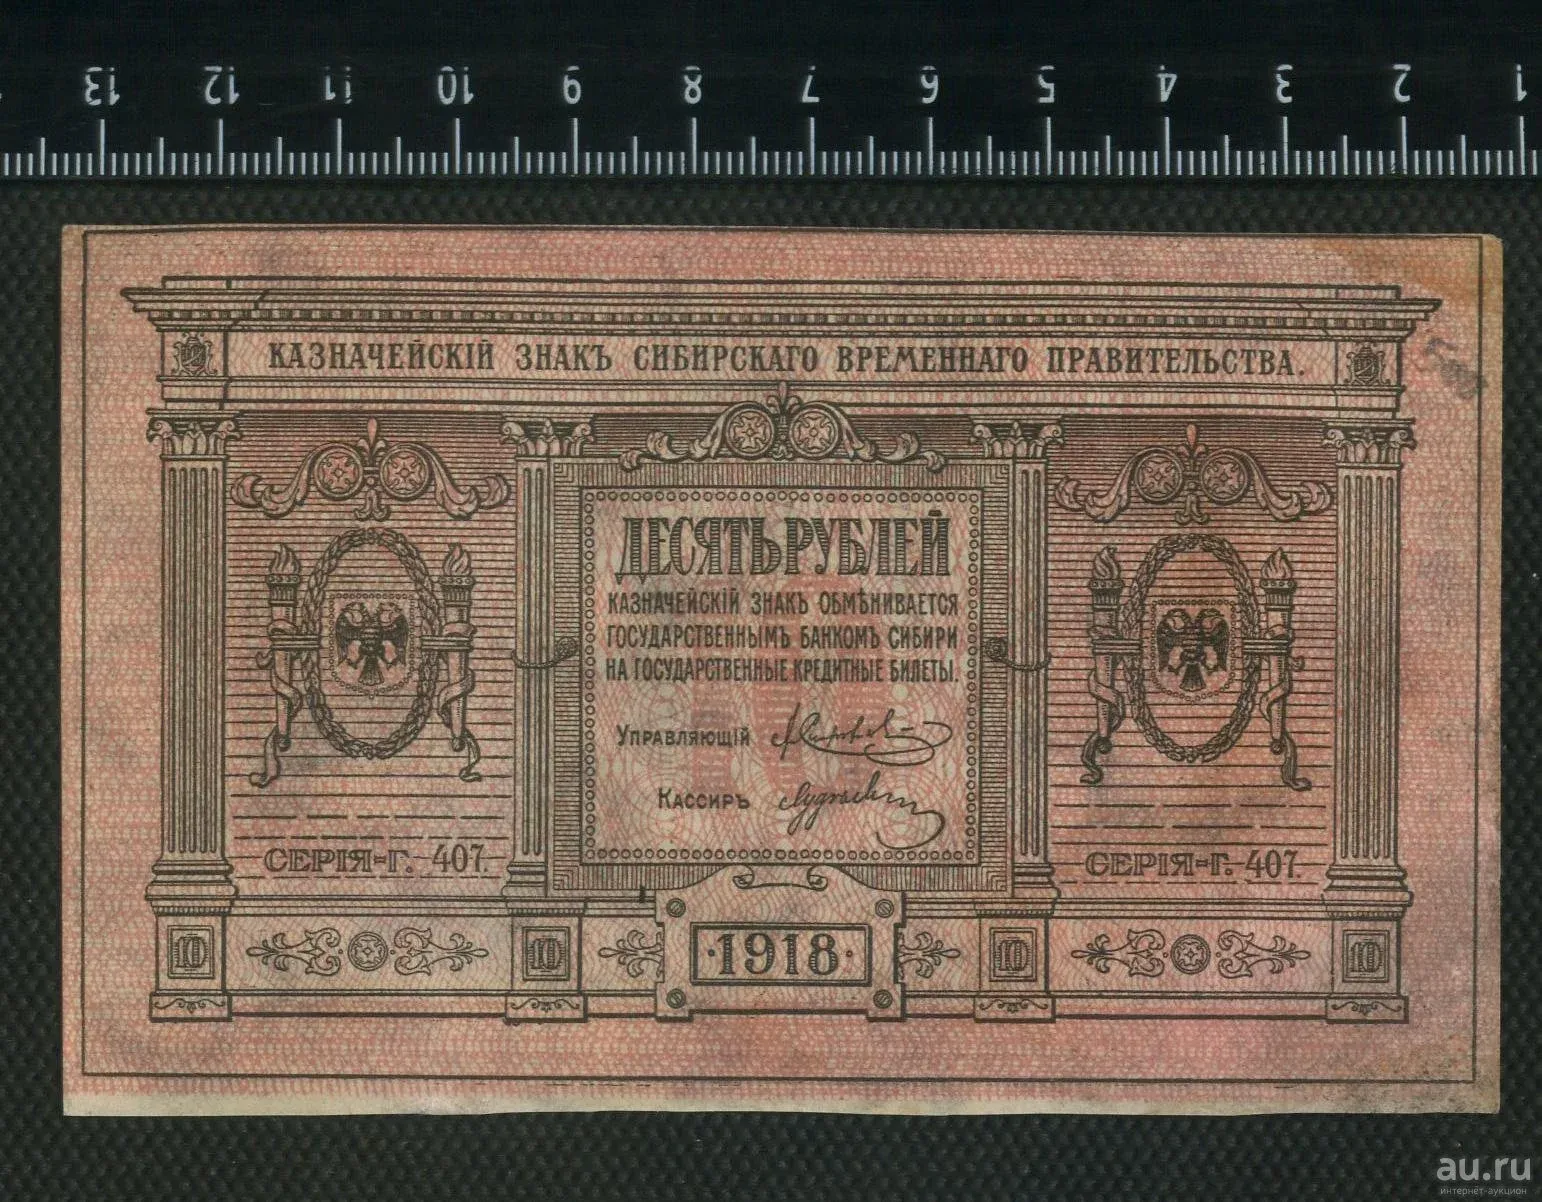 13 12 11 10 9 8 7 6 5 4 3 2 1
КАЗНАЧЕЙСКІЙ ЗНАКЪ СИБИРСКАГО ВРЕМЕННАГО ПРАВИТЕЛЬСТВА.
ДЕСЯТЬ РУБЛЕЙ
КАЗНАЧЕЙСКІЙ ЗНАКЪ ОБМѢНИВАЕТСЯ
ГОСУДАРСТВЕННЫМЪ БАНКОМЪ СИБИРИ
НА ГОСУДАРСТВЕННЫЕ КРЕДИТНЫЕ БИЛЕТЫ.
УПРАВЛЯЮЩІЙ
КАССИРЪ
СЕРІЯ-Г. 407. СЕРІЯ-Г. 407.
10 10 10 10
·1918·
au.ru
интернет-аукцион